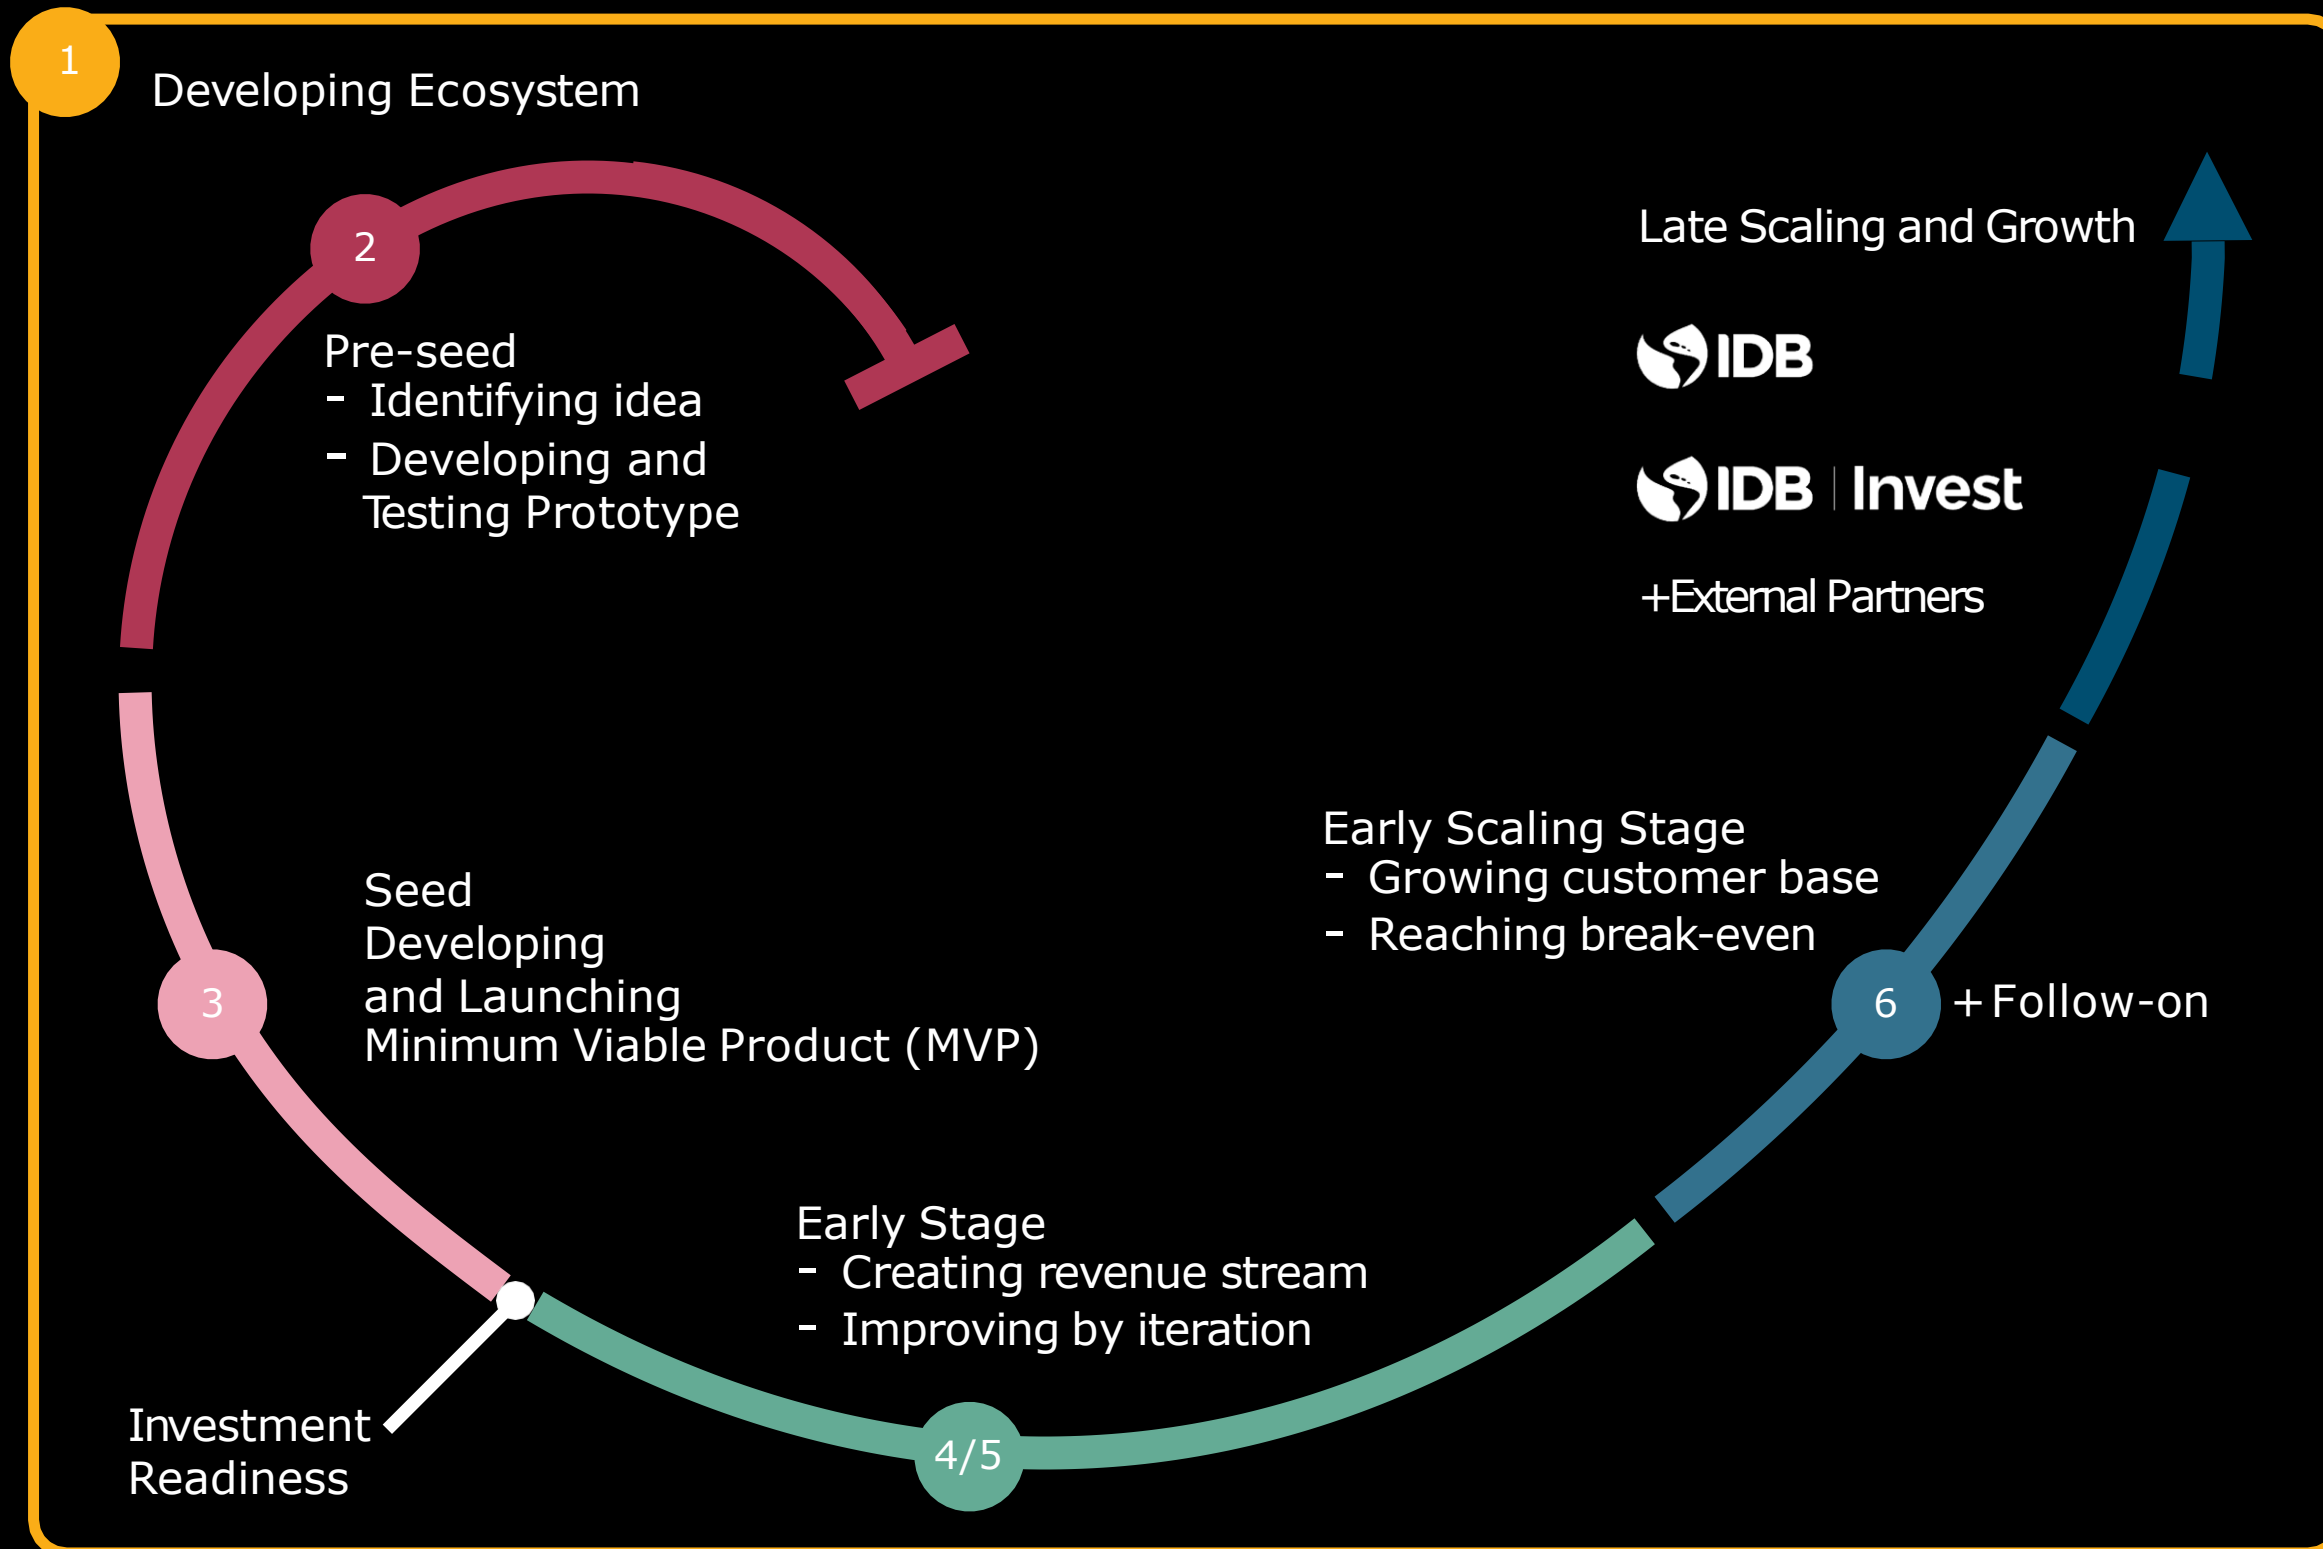 1
Developing Ecosystem
2
Pre-seed
- Identifying idea
- Developing and
Testing Prototype
Late Scaling and Growth
IDB
IDB | Invest
+External Partners
3
Seed
Developing
and Launching
Minimum Viable Product (MVP)
Early Scaling Stage
- Growing customer base
- Reaching break-even
6
+ Follow-on
Early Stage
- Creating revenue stream
- Improving by iteration
4/5
Investment
Readiness